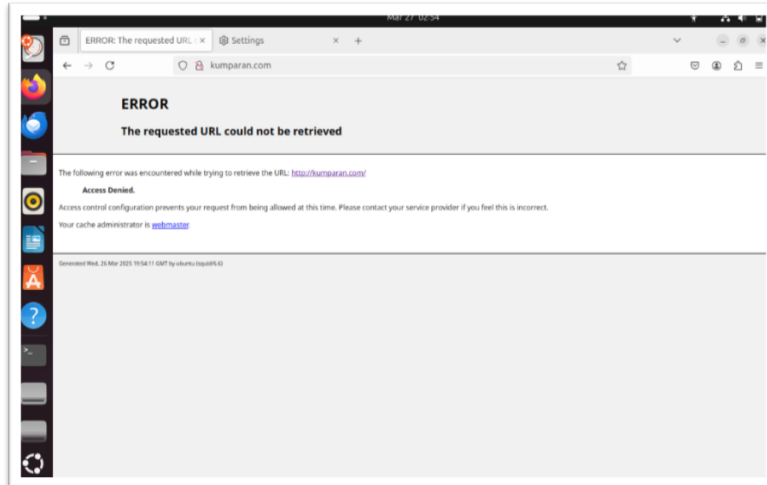 Mar 27 02:54
ERROR: The requested URL
Settings
kumparan.com
ERROR
The requested URL could not be retrieved
The following error was encountered while trying to retrieve the URL: http://kumparan.com/
Access Denied.
Access control configuration prevents your request from being allowed at this time. Please contact your service provider if you feel this is incorrect.
Your cache administrator is webmaster.
Generated Wed, 26 Mar 2025 19:54:11 GMT by ubuntu (squid/6.6)